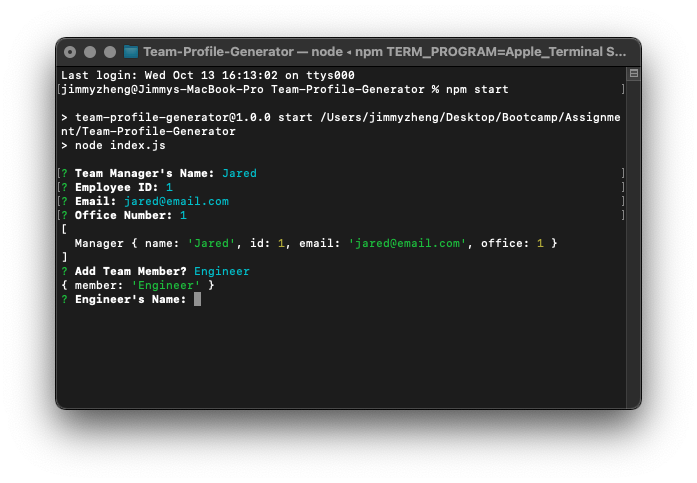 Team-Profile-Generator — node ◂ npm TERM_PROGRAM=Apple_Terminal S...
Last login: Wed Oct 13 16:13:02 on ttys000
[jimmyzheng@Jimmys-MacBook-Pro Team-Profile-Generator % npm start ]
> team-profile-generator@1.0.0 start /Users/jimmyzheng/Desktop/Bootcamp/Assignme
nt/Team-Profile-Generator
> node index.js
[? Team Manager's Name: Jared ]
[? Employee ID: 1 ]
[? Email: jared@email.com ]
[? Office Number: 1 ]
[
Manager { name: 'Jared', id: 1, email: 'jared@email.com', office: 1 }
]
? Add Team Member? Engineer
{ member: 'Engineer' }
? Engineer's Name: